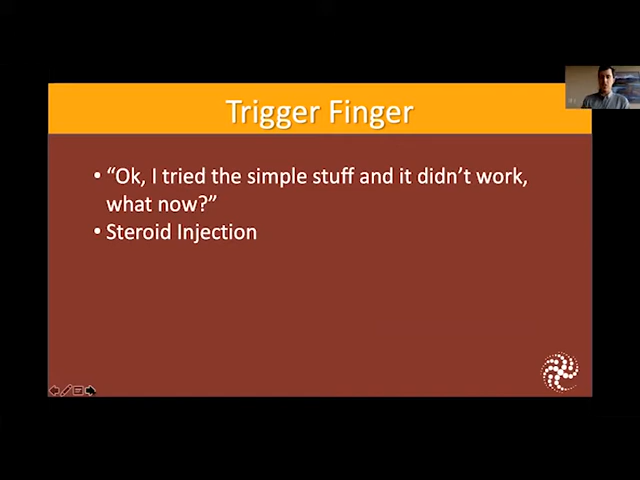 Trigger Finger
• “Ok, I tried the simple stuff and it didn’t work,
what now?”
• Steroid Injection